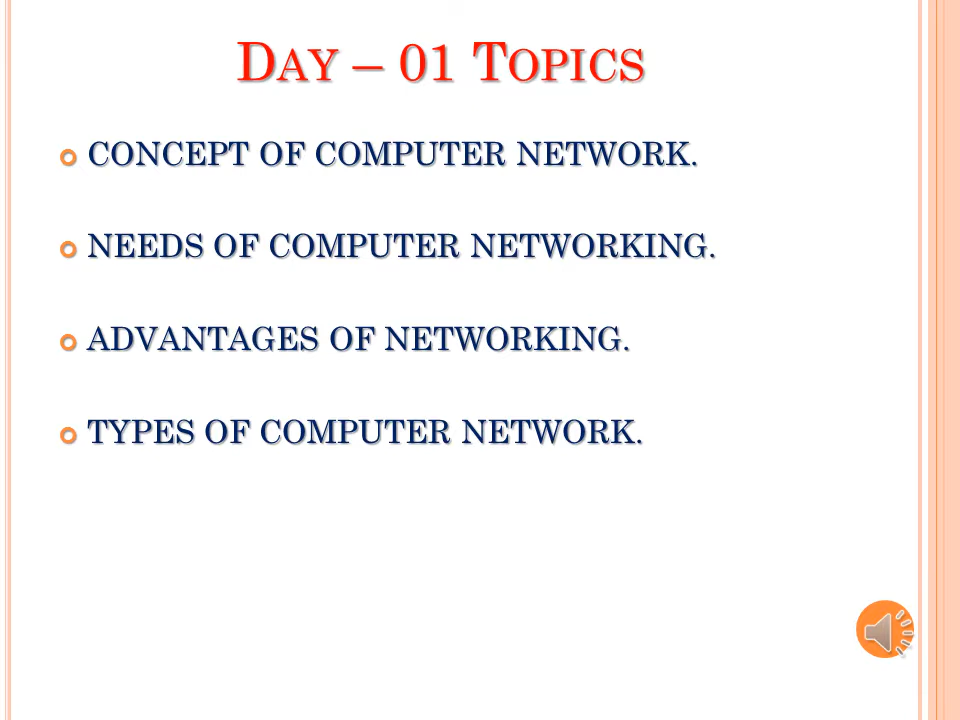 DAY – 01 TOPICS
CONCEPT OF COMPUTER NETWORK.
NEEDS OF COMPUTER NETWORKING.
ADVANTAGES OF NETWORKING.
TYPES OF COMPUTER NETWORK.